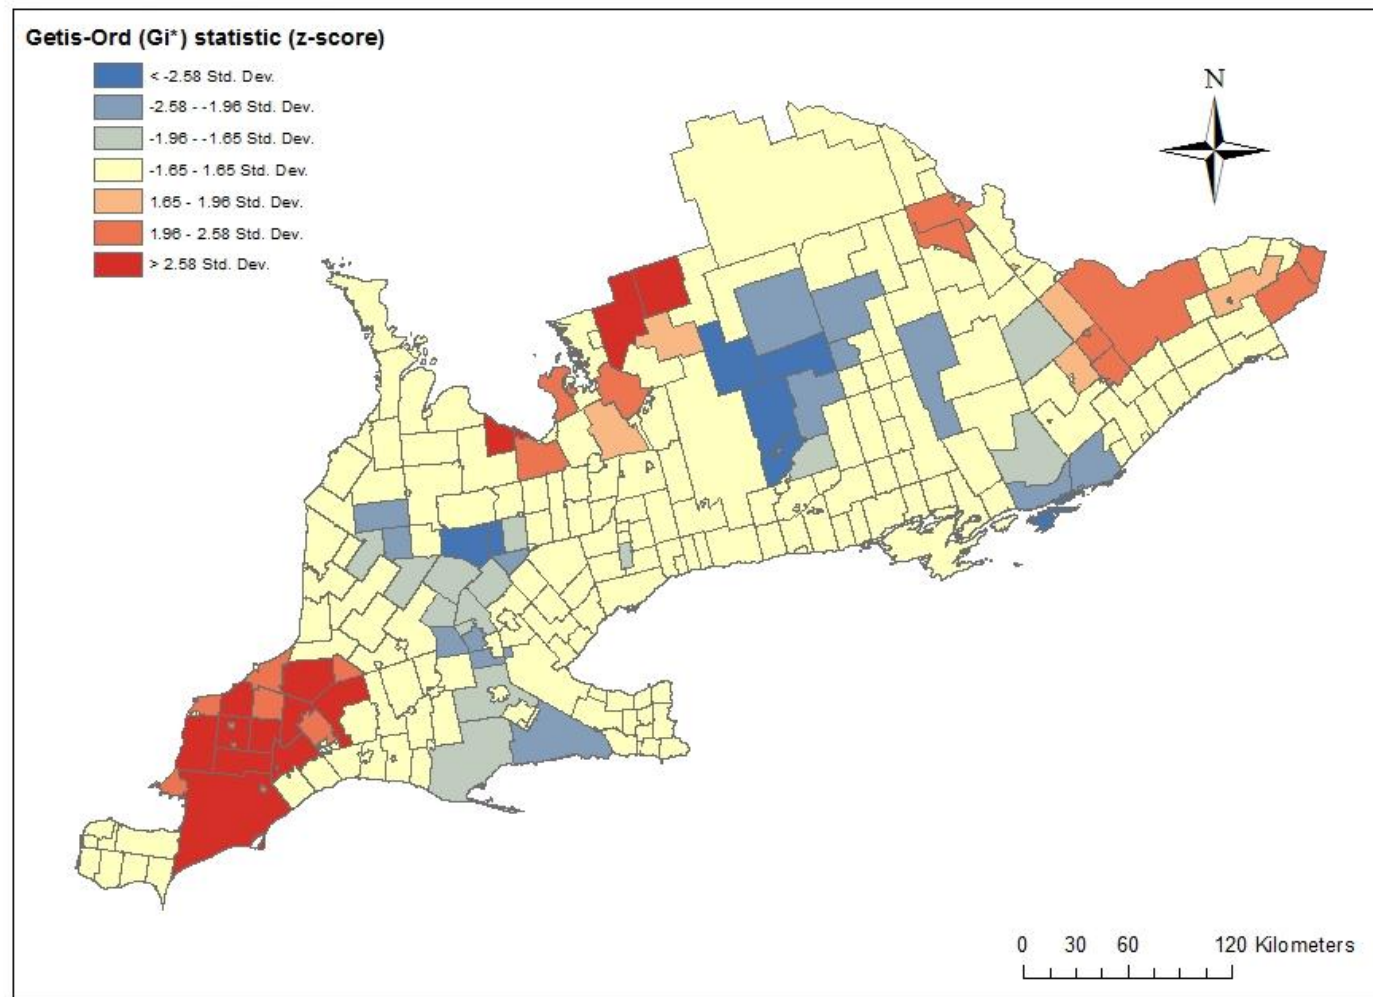 Getis-Ord (Gi*) statistic (z-score)
< -2.58 Std. Dev.
-2.58 - -1.96 Std. Dev.
-1.96 - -1.65 Std. Dev.
-1.65 - 1.65 Std. Dev.
1.65 - 1.96 Std. Dev.
1.96 - 2.58 Std. Dev.
> 2.58 Std. Dev.
N
0 30 60 120 Kilometers